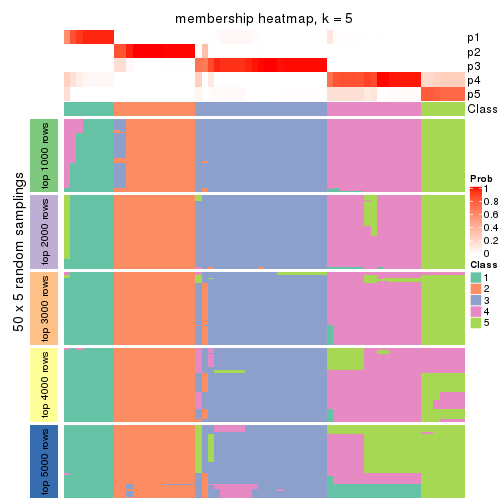 membership heatmap, k = 5
p1
p2
p3
p4
p5
Class
50 x 5 random samplings
top 1000 rows
top 2000 rows
top 3000 rows
top 4000 rows
top 5000 rows
Prob
1
0.8
0.6
0.4
0.2
0
Class
1
2
3
4
5